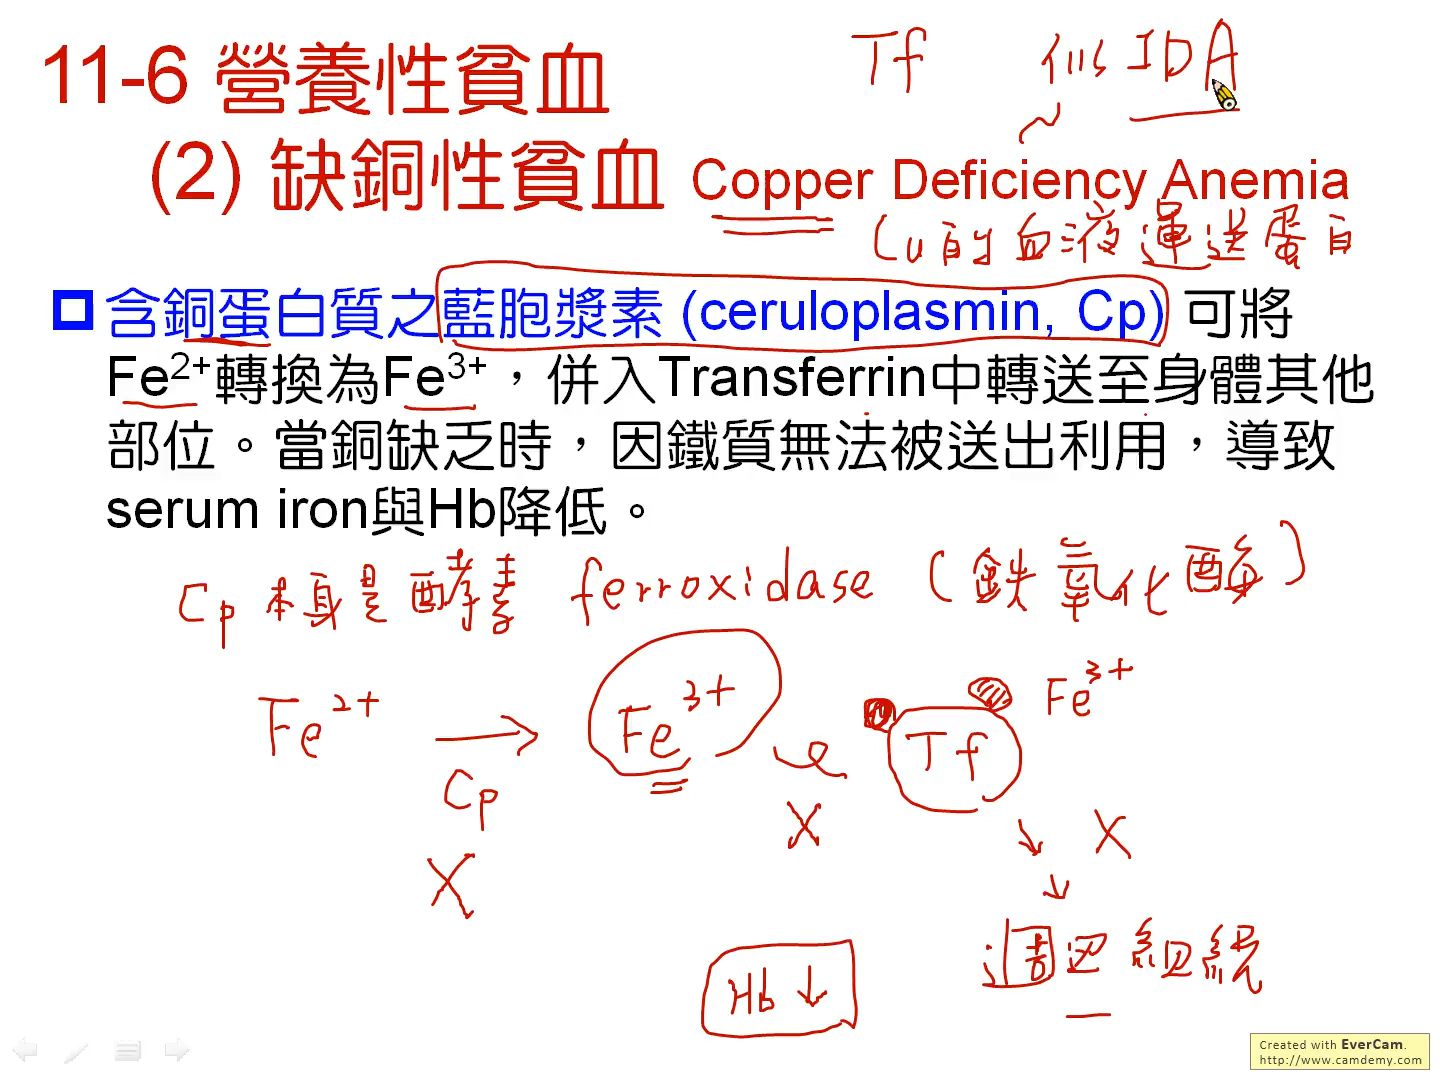 11-6 營養性貧血
Tf 似 IDA
(2) 缺銅性貧血 Copper Deficiency Anemia
Cu的血液運送蛋白
含銅蛋白質之藍胞漿素 (ceruloplasmin, Cp) 可將
Fe2+轉換為Fe3+，併入Transferrin中轉送至身體其他
部位。當銅缺乏時，因鐵質無法被送出利用，導致
serum iron與Hb降低。
Cp 本身是酵素 ferroxidase (鉄氧化酶)
Fe2+ → Fe3+ Tf Fe3+
Cp X X
X
週边組織
Hb ↓
Created with EverCam.
http://www.camdemy.com